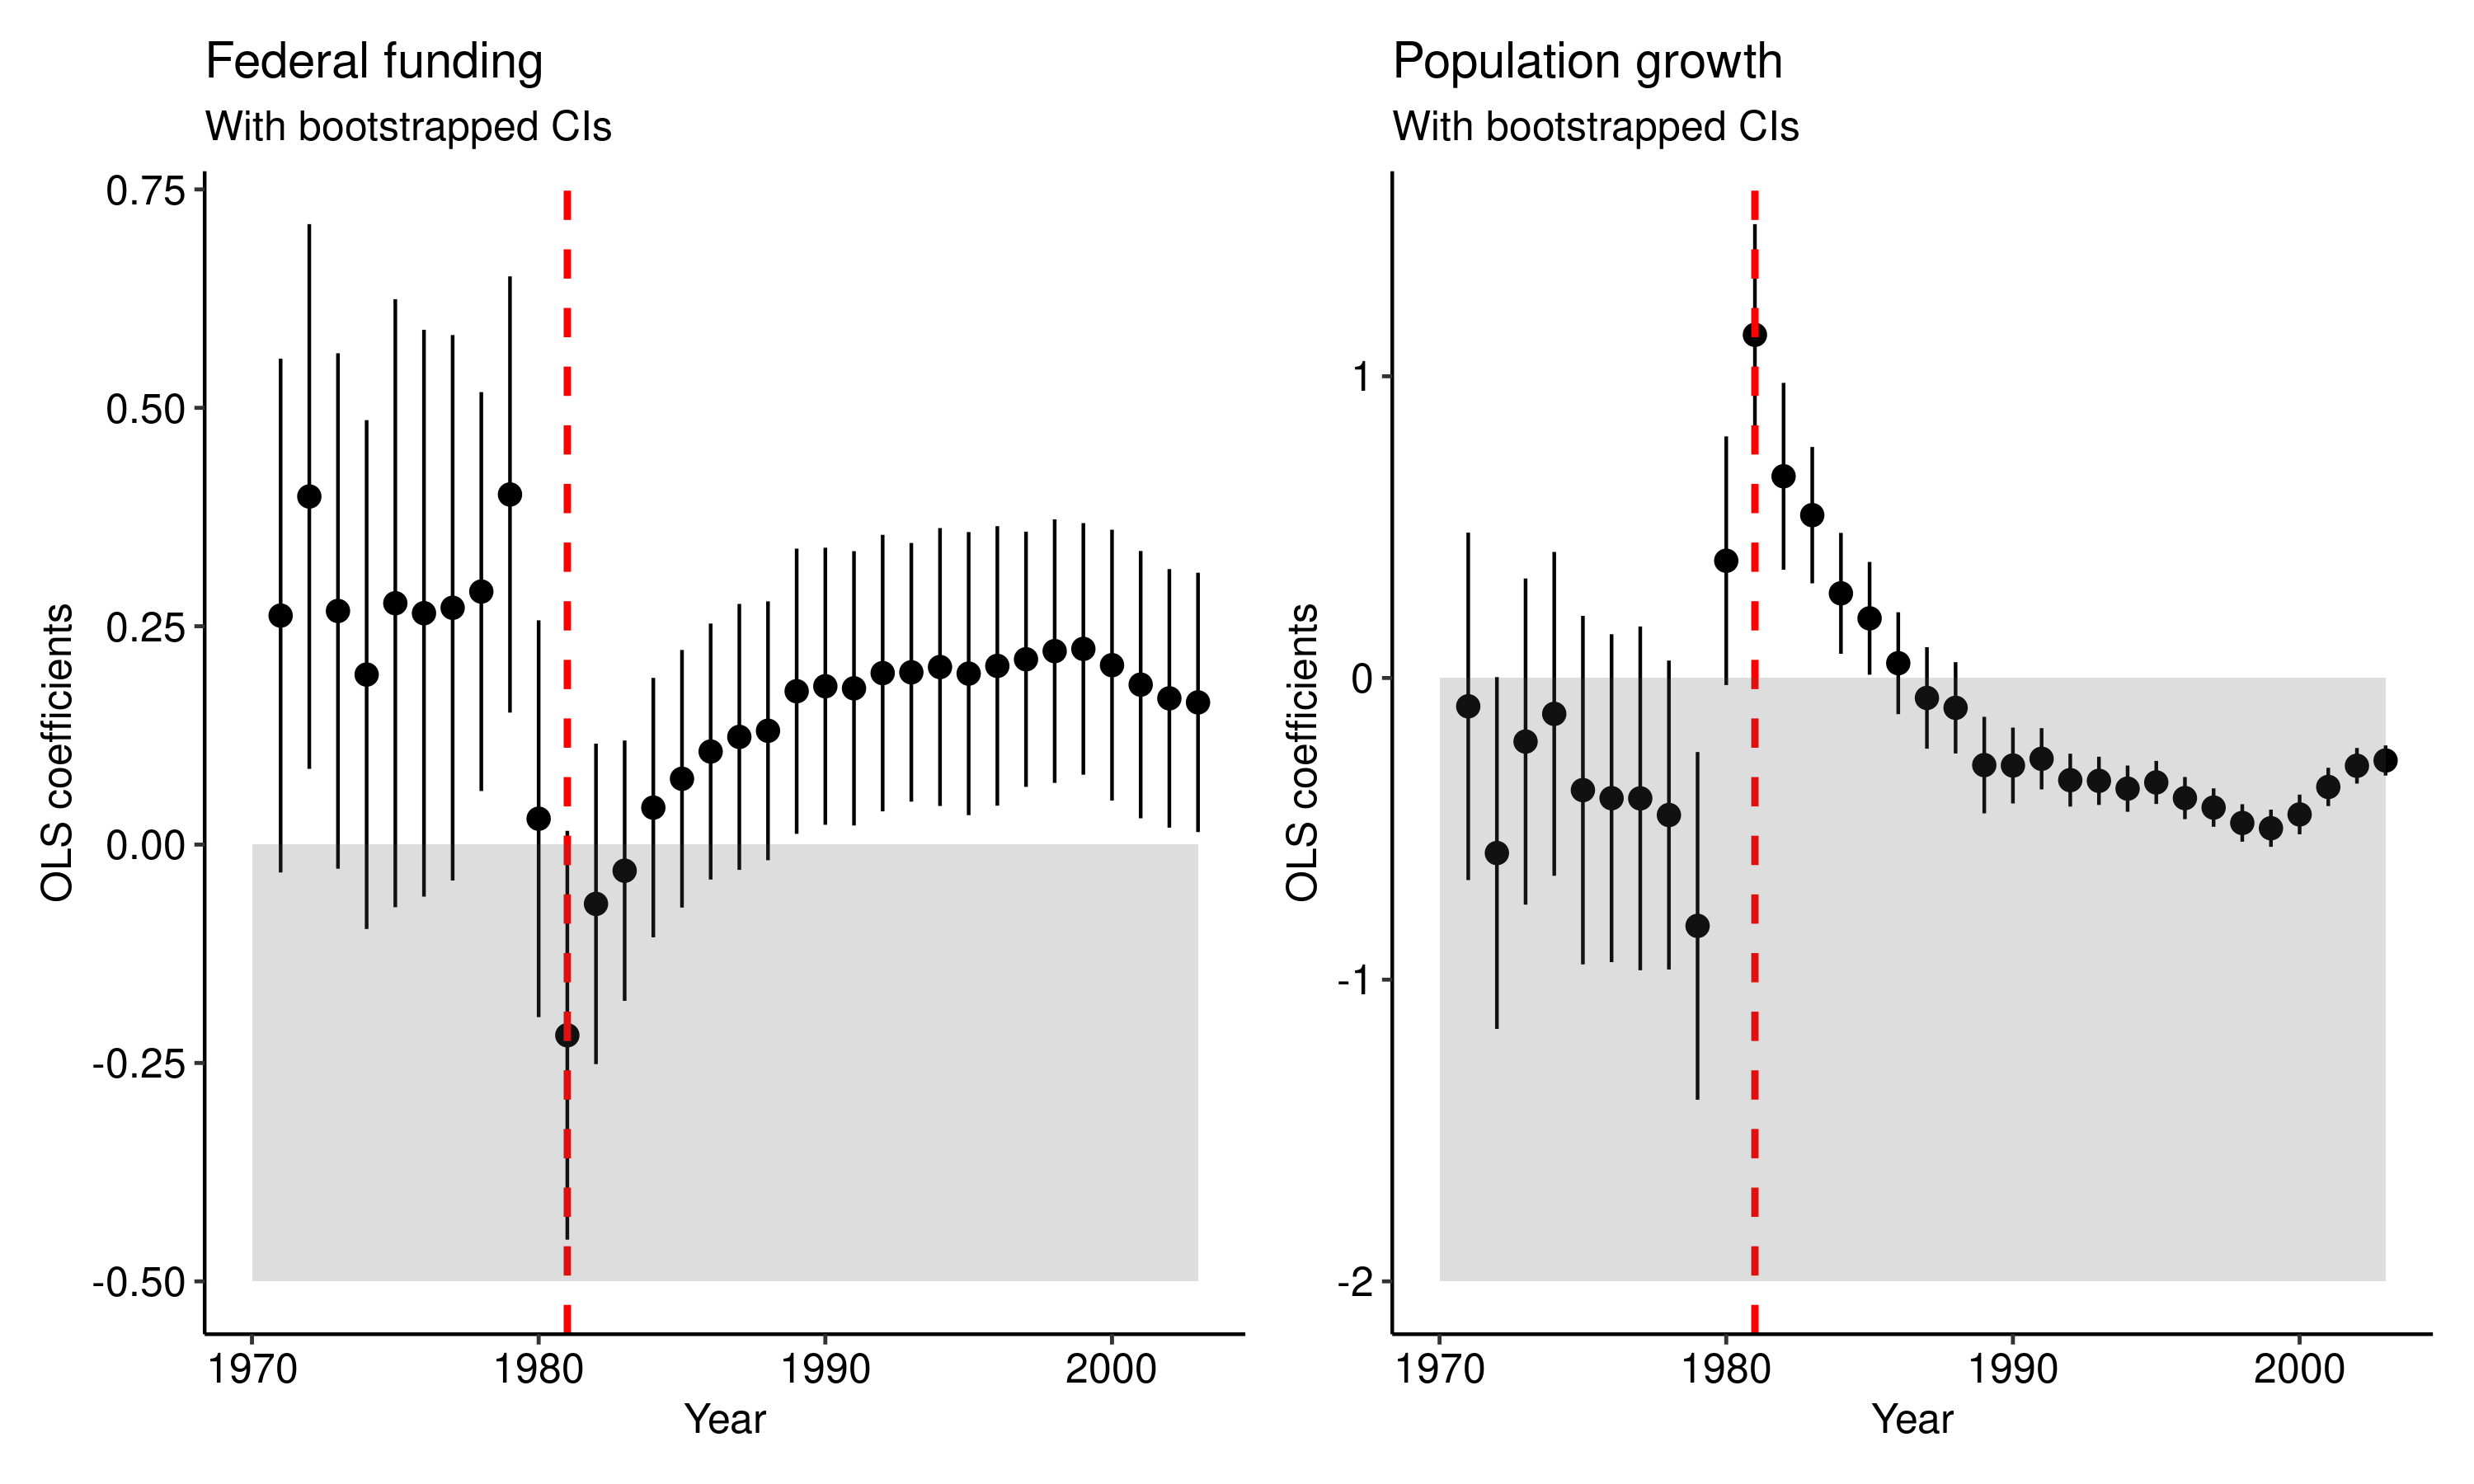 Federal funding
With bootstrapped CIs
0.75
0.50
0.25
0.00
-0.25
-0.50
OLS coefficients
1970 1980 1990 2000
Year
Population growth
With bootstrapped CIs
1
0
-1
-2
OLS coefficients
1970 1980 1990 2000
Year